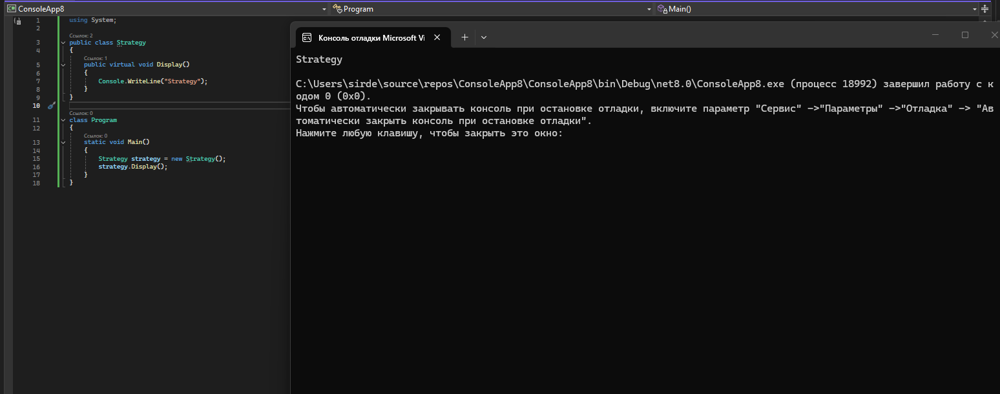 ConsoleApp8
Program
Main()
1 using System;
2
Ссылок: 2
3 public class Strategy
4 {
Ссылок: 1
5 public virtual void Display()
6 {
7 Console.WriteLine("Strategy");
8 }
9 }
10
Ссылок: 0
11 class Program
12 {
Ссылок: 0
13 static void Main()
14 {
15 Strategy strategy = new Strategy();
16 strategy.Display();
17 }
18 }
Консоль отладки Microsoft Vi
Strategy
C:\Users\sirde\source\repos\ConsoleApp8\ConsoleApp8\bin\Debug\net8.0\ConsoleApp8.exe (процесс 18992) завершил работу с к
одом 0 (0x0).
Чтобы автоматически закрывать консоль при остановке отладки, включите параметр "Сервис" ->"Параметры" ->"Отладка" -> "Ав
томатически закрыть консоль при остановке отладки".
Нажмите любую клавишу, чтобы закрыть это окно: